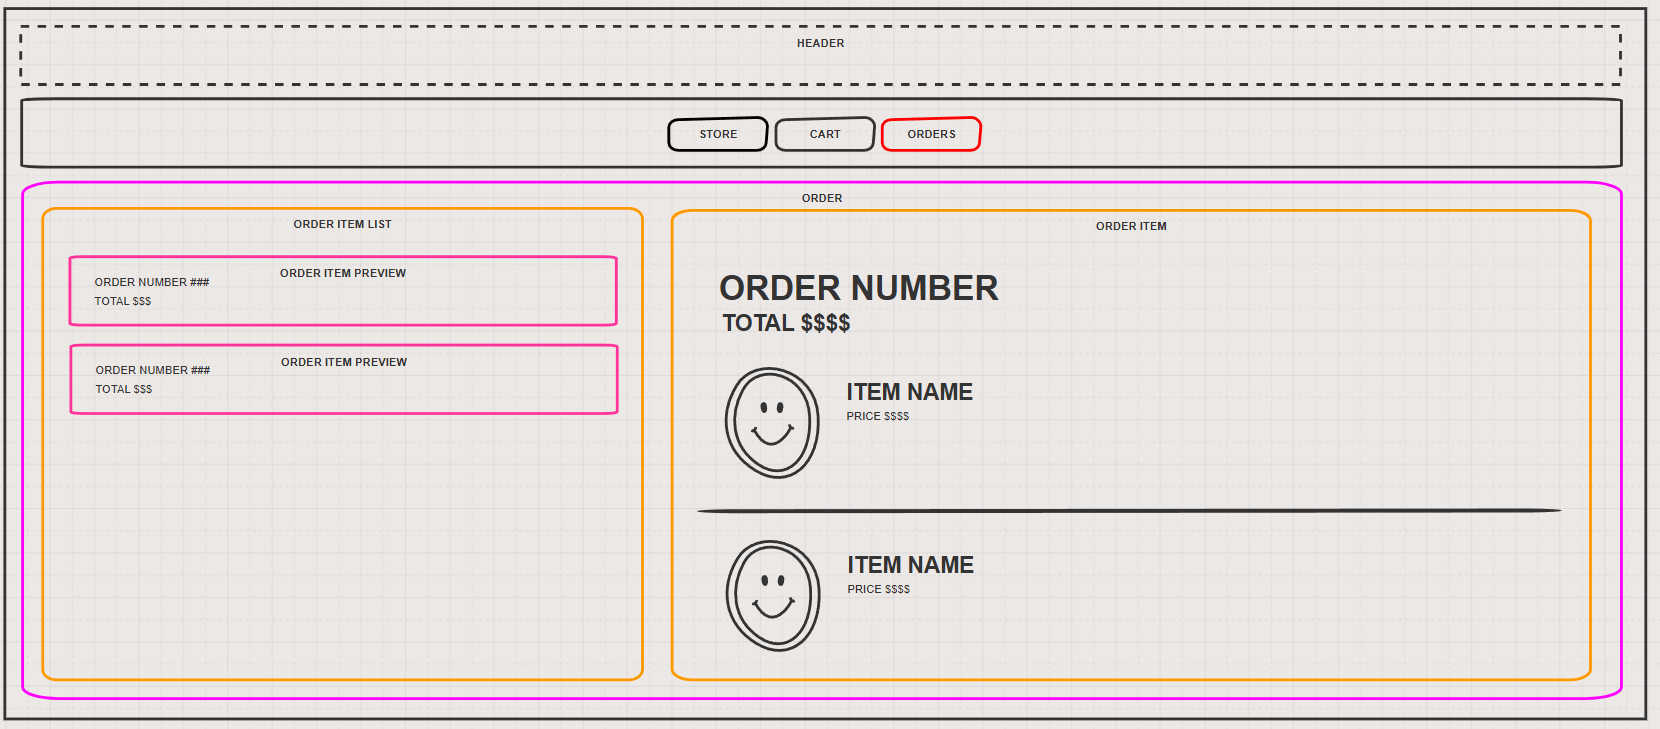 HEADER
STORE
CART
ORDERS
ORDER
ORDER ITEM LIST
ORDER ITEM PREVIEW
ORDER NUMBER ###
TOTAL $$$
ORDER ITEM PREVIEW
ORDER NUMBER ###
TOTAL $$$
ORDER ITEM
ORDER NUMBER
TOTAL $$$$
ITEM NAME
PRICE $$$$
ITEM NAME
PRICE $$$$